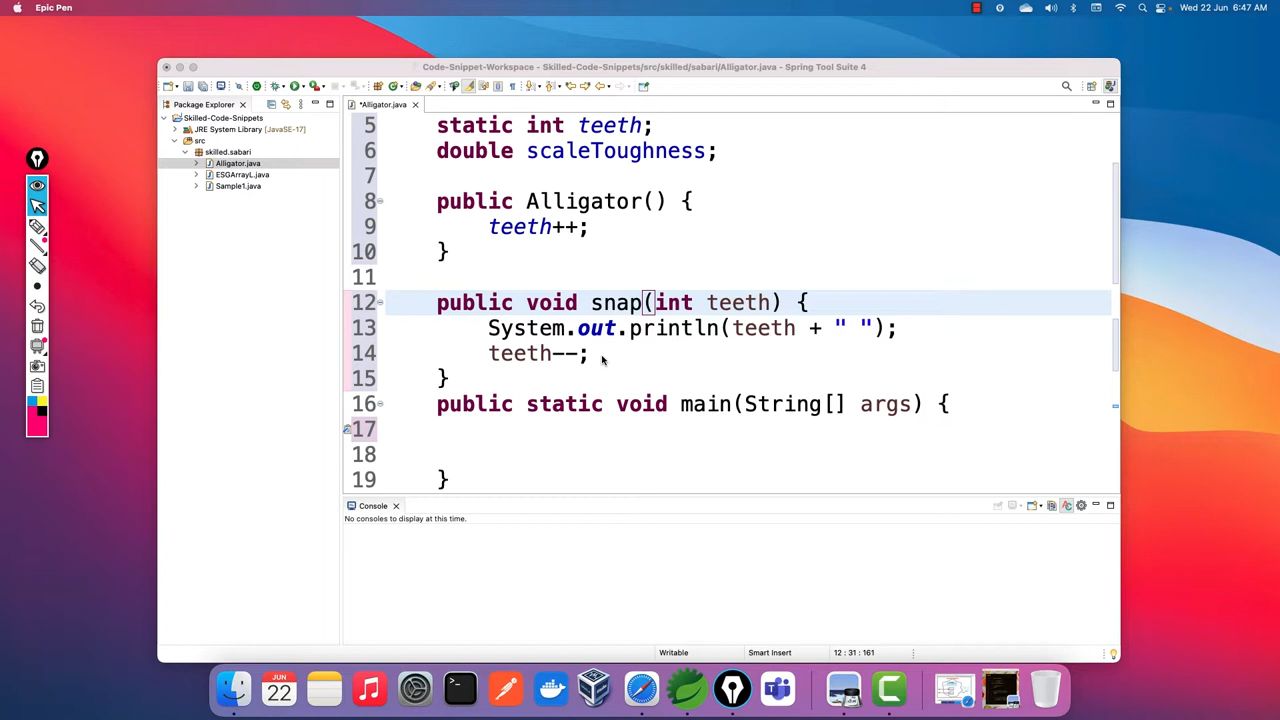 Epic Pen
Wed 22 Jun 6:47 AM
Code-Snippet-Workspace - Skilled-Code-Snippets/src/skilled/sabari/Alligator.java - Spring Tool Suite 4
Package Explorer
*Alligator.java
Skilled-Code-Snippets
JRE System Library [JavaSE-17]
src
skilled.sabari
Alligator.java
ESGArrayL.java
Sample1.java
5 static int teeth;
6 double scaleToughness;
7
8 public Alligator() {
9 teeth++;
10 }
11
12 public void snap(int teeth) {
13 System.out.println(teeth + " ");
14 teeth--;
15 }
16 public static void main(String[] args) {
17
18
19 }
Console
No consoles to display at this time.
Writable Smart Insert 12 : 31 : 161
JUN
22